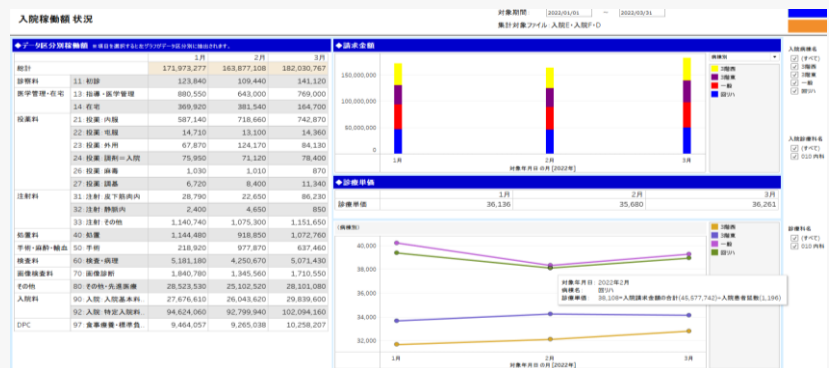 入院稼働額 状況
対象期間 2022/01/01 ～ 2022/03/31
集計対象ファイル 入院E・入院F・D
◆データ区分別稼働額 ※項目を選択すると右グラフがデータ区分別に抽出されます。
1月 2月 3月
総計 171,973,277 163,877,108 182,030,767
診察料 11 初診 123,840 109,440 141,120
医学管理・在宅 13 指導・医学管理 880,550 643,000 769,000
14 在宅 369,920 381,540 164,700
投薬料 21 投薬 内服 587,140 718,660 742,870
22 投薬 屯服 14,710 13,100 14,360
23 投薬 外用 67,870 124,170 84,130
24 投薬 調剤＝入院 75,950 71,120 78,400
26 投薬 麻毒 1,030 1,010 870
27 投薬 調基 6,720 8,400 11,340
注射料 31 注射 皮下筋肉内 28,790 22,650 86,230
32 注射 静脈内 2,400 4,650 850
33 注射 その他 1,140,740 1,075,300 1,151,650
処置料 40 処置 1,144,480 918,850 1,072,760
手術・麻酔・輸血 50 手術 218,920 977,870 637,460
検査料 60 検査・病理 5,181,180 4,250,670 5,071,430
画像検査料 70 画像診断 1,840,780 1,345,560 1,710,550
その他 80 その他・先進医療 28,523,530 25,102,520 28,101,080
入院料 90 入院 入院基本料.. 27,676,610 26,043,620 29,839,600
92 入院 特定入院料.. 94,624,060 92,799,940 102,094,160
DPC 97 食事療養・標準負.. 9,464,057 9,265,038 10,258,207
◆請求金額
150,000,000
100,000,000
50,000,000
0
1月 2月 3月
対象年月日 の月 [2022年]
病棟別
3階西
3階東
一般
回リハ
◆診療単価
1月 2月 3月
診療単価 36,136 35,680 36,261
(病棟別)
40,000
38,000
36,000
34,000
32,000
1月 2月 3月
対象年月日 の月 [2022年]
3階西
3階東
一般
回リハ
対象年月日: 2022年2月
病棟名: 回リハ
診療単価: 38,108=入院請求金額の合計(45,577,742)÷入院患者延数(1,196)
入院病棟名
(すべて)
3階西
3階東
一般
回リハ
入院診療科名
(すべて)
010 内科
診療科名
(すべて)
010 内科